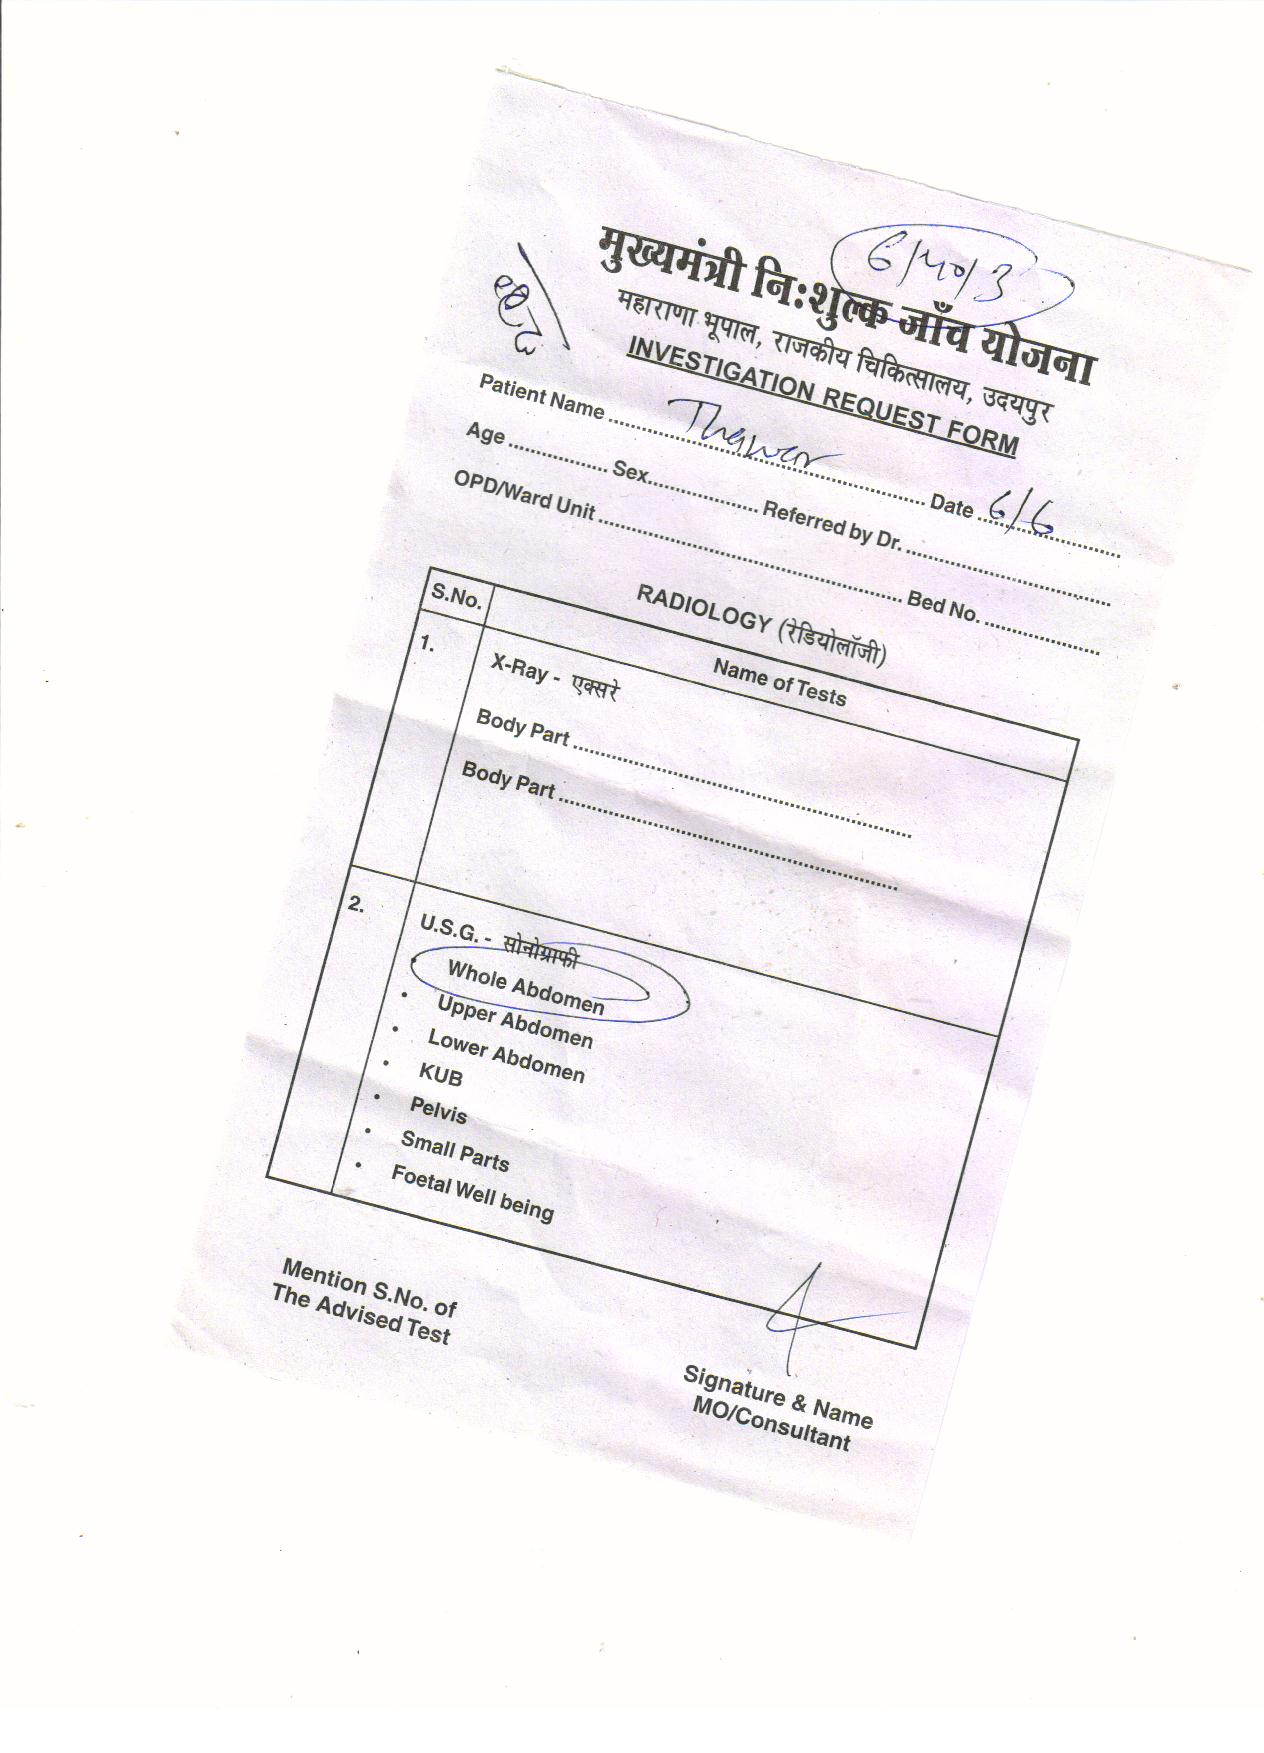 मुख्यमंत्री निःशुल्क जाँच योजना
महाराणा भूपाल, राजकीय चिकित्सालय, उदयपुर
INVESTIGATION REQUEST FORM
Patient Name .......... Thawar .......... Date 6/6
Age .......... Sex .......... Referred by Dr. ..........
OPD/Ward Unit .......... Bed No. ..........
RADIOLOGY (रेडियोलॉजी)
S.No. Name of Tests
1. X-Ray - एक्सरे
Body Part ..........
Body Part ..........
2. U.S.G. - सोनोग्राफी
• Whole Abdomen
• Upper Abdomen
• Lower Abdomen
• KUB
• Pelvis
• Small Parts
• Foetal Well being
Mention S.No. of
The Advised Test
Signature & Name
MO/Consultant